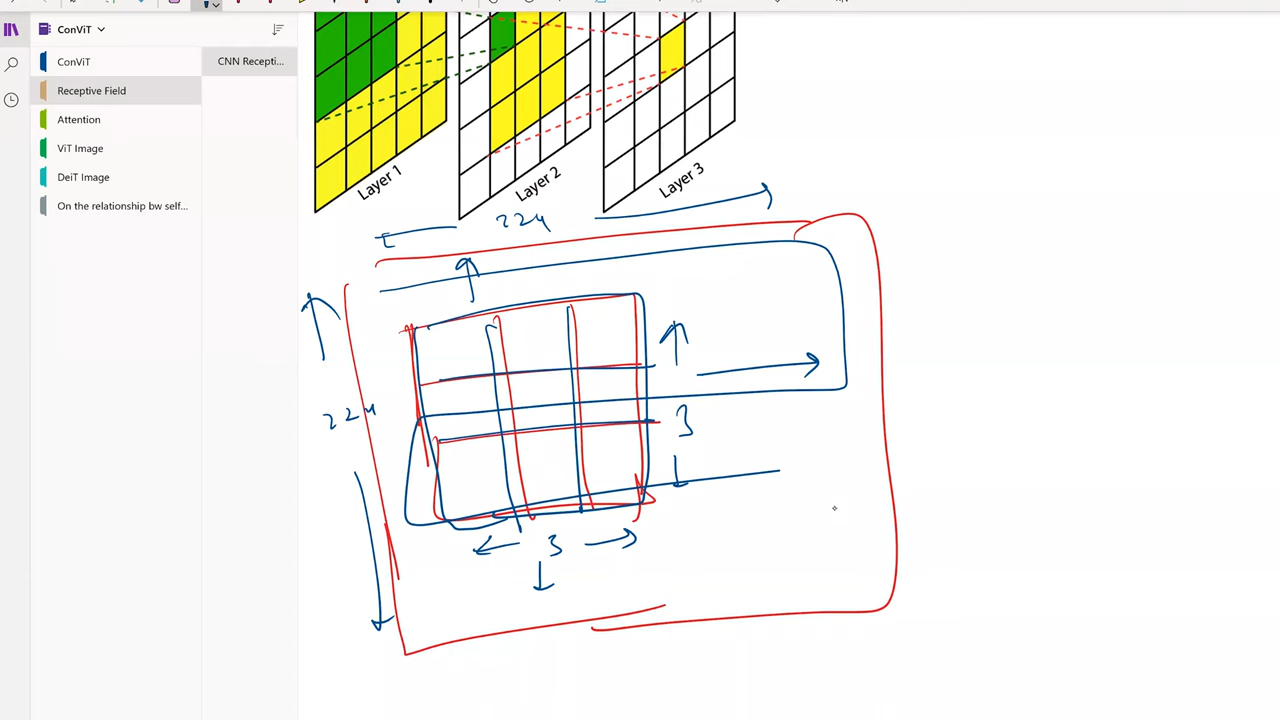 ConViT
ConViT
Receptive Field
Attention
ViT Image
DeiT Image
On the relationship bw self...
CNN Recepti...
Layer 1
Layer 2
Layer 3
224
224
3
3